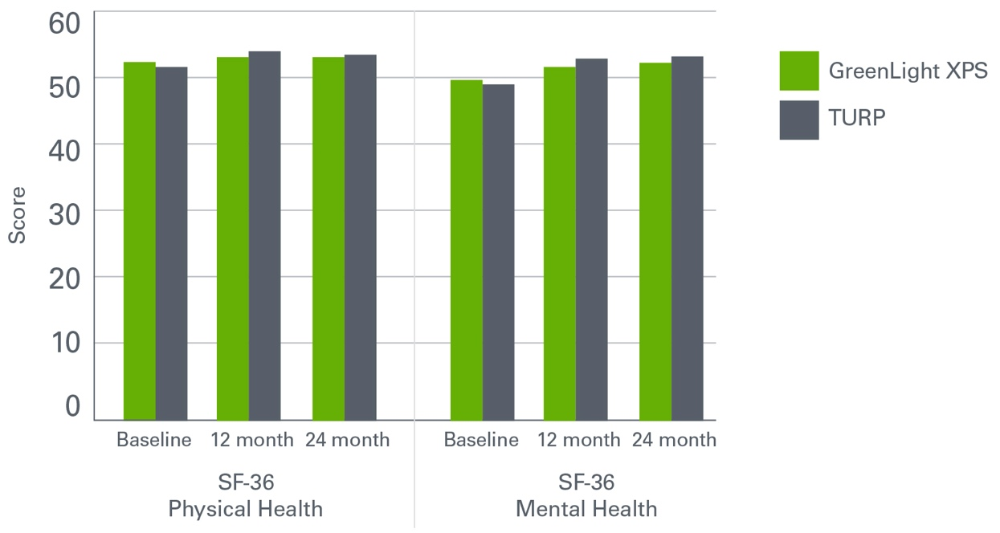 60
50
40
30
20
10
0
Score
GreenLight XPS
TURP
Baseline 12 month 24 month Baseline 12 month 24 month
SF-36
Physical Health
SF-36
Mental Health